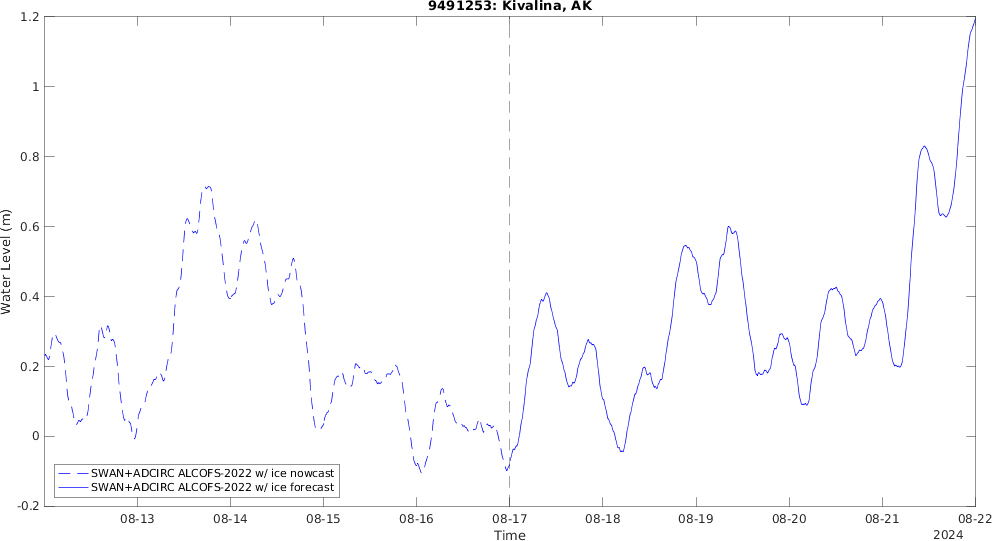 9491253: Kivalina, AK
1.2
1
0.8
0.6
0.4
0.2
0
-0.2
Water Level (m)
SWAN+ADCIRC ALCOFS-2022 w/ ice nowcast
SWAN+ADCIRC ALCOFS-2022 w/ ice forecast
08-13 08-14 08-15 08-16 08-17 08-18 08-19 08-20 08-21 08-22
Time
2024